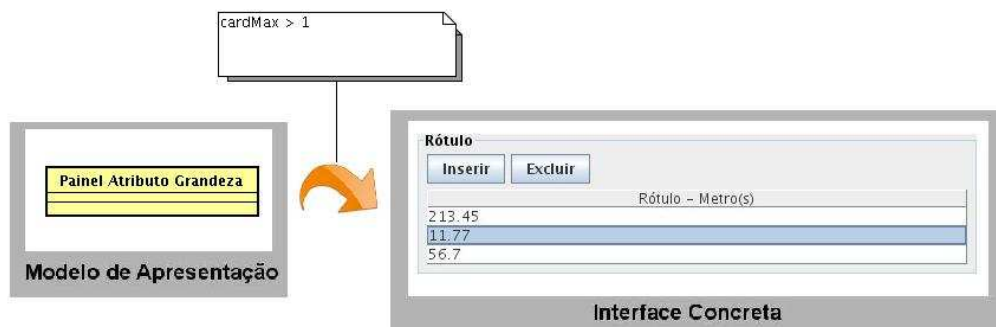 cardMax > 1
Painel Atributo Grandeza
Modelo de Apresentação
Rótulo
Inserir Excluir
Rótulo - Metro(s)
213.45
11.77
56.7
Interface Concreta